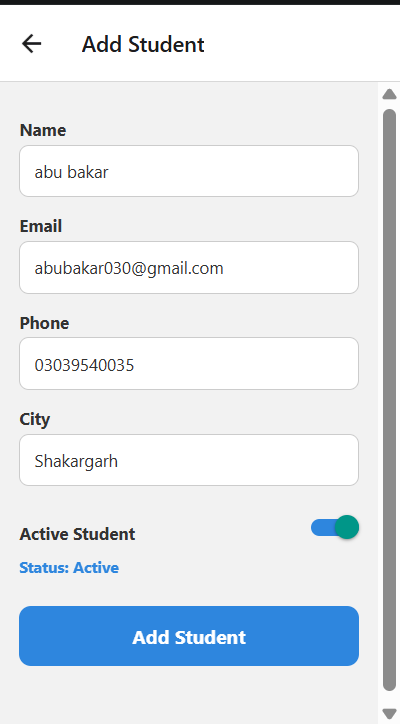 Add Student
Name
abu bakar
Email
abubakar030@gmail.com
Phone
03039540035
City
Shakargarh
Active Student
Status: Active
Add Student